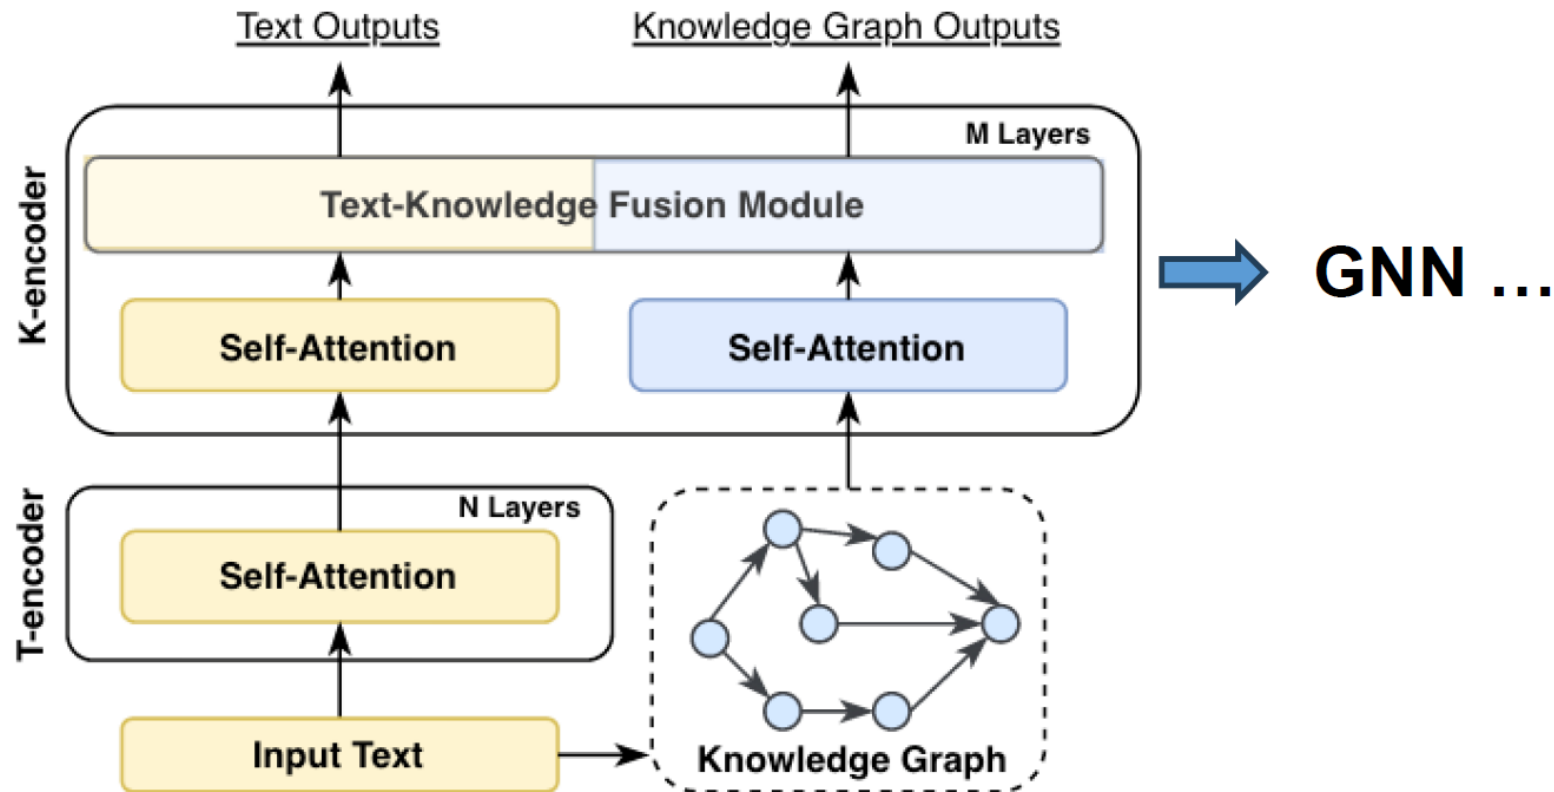 Text Outputs
Knowledge Graph Outputs
M Layers
K-encoder
Text-Knowledge Fusion Module
GNN ...
Self-Attention
Self-Attention
T-encoder
N Layers
Self-Attention
Input Text
Knowledge Graph